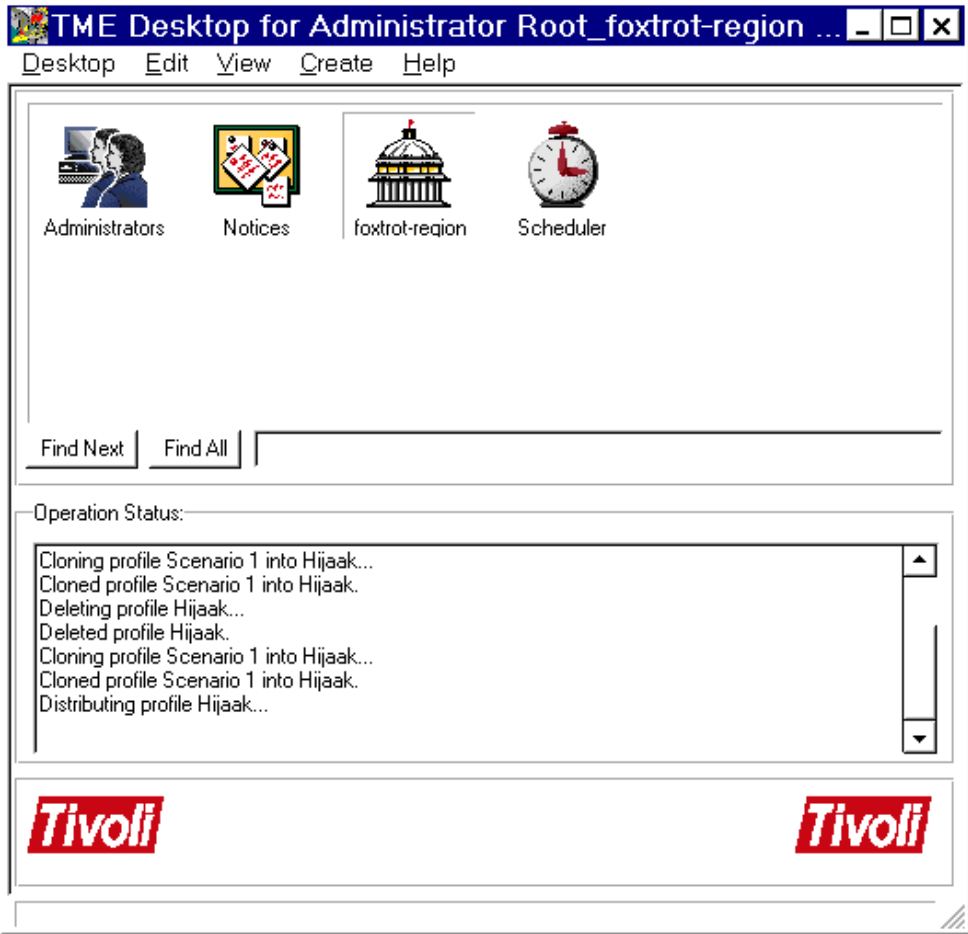 TME Desktop for Administrator Root_foxtrot-region ...
Desktop Edit View Create Help
Administrators Notices foxtrot-region Scheduler
Find Next Find All
Operation Status:
Cloning profile Scenario 1 into Hijaak...
Cloned profile Scenario 1 into Hijaak.
Deleting profile Hijaak...
Deleted profile Hijaak.
Cloning profile Scenario 1 into Hijaak...
Cloned profile Scenario 1 into Hijaak.
Distributing profile Hijaak...
Tivoli Tivoli